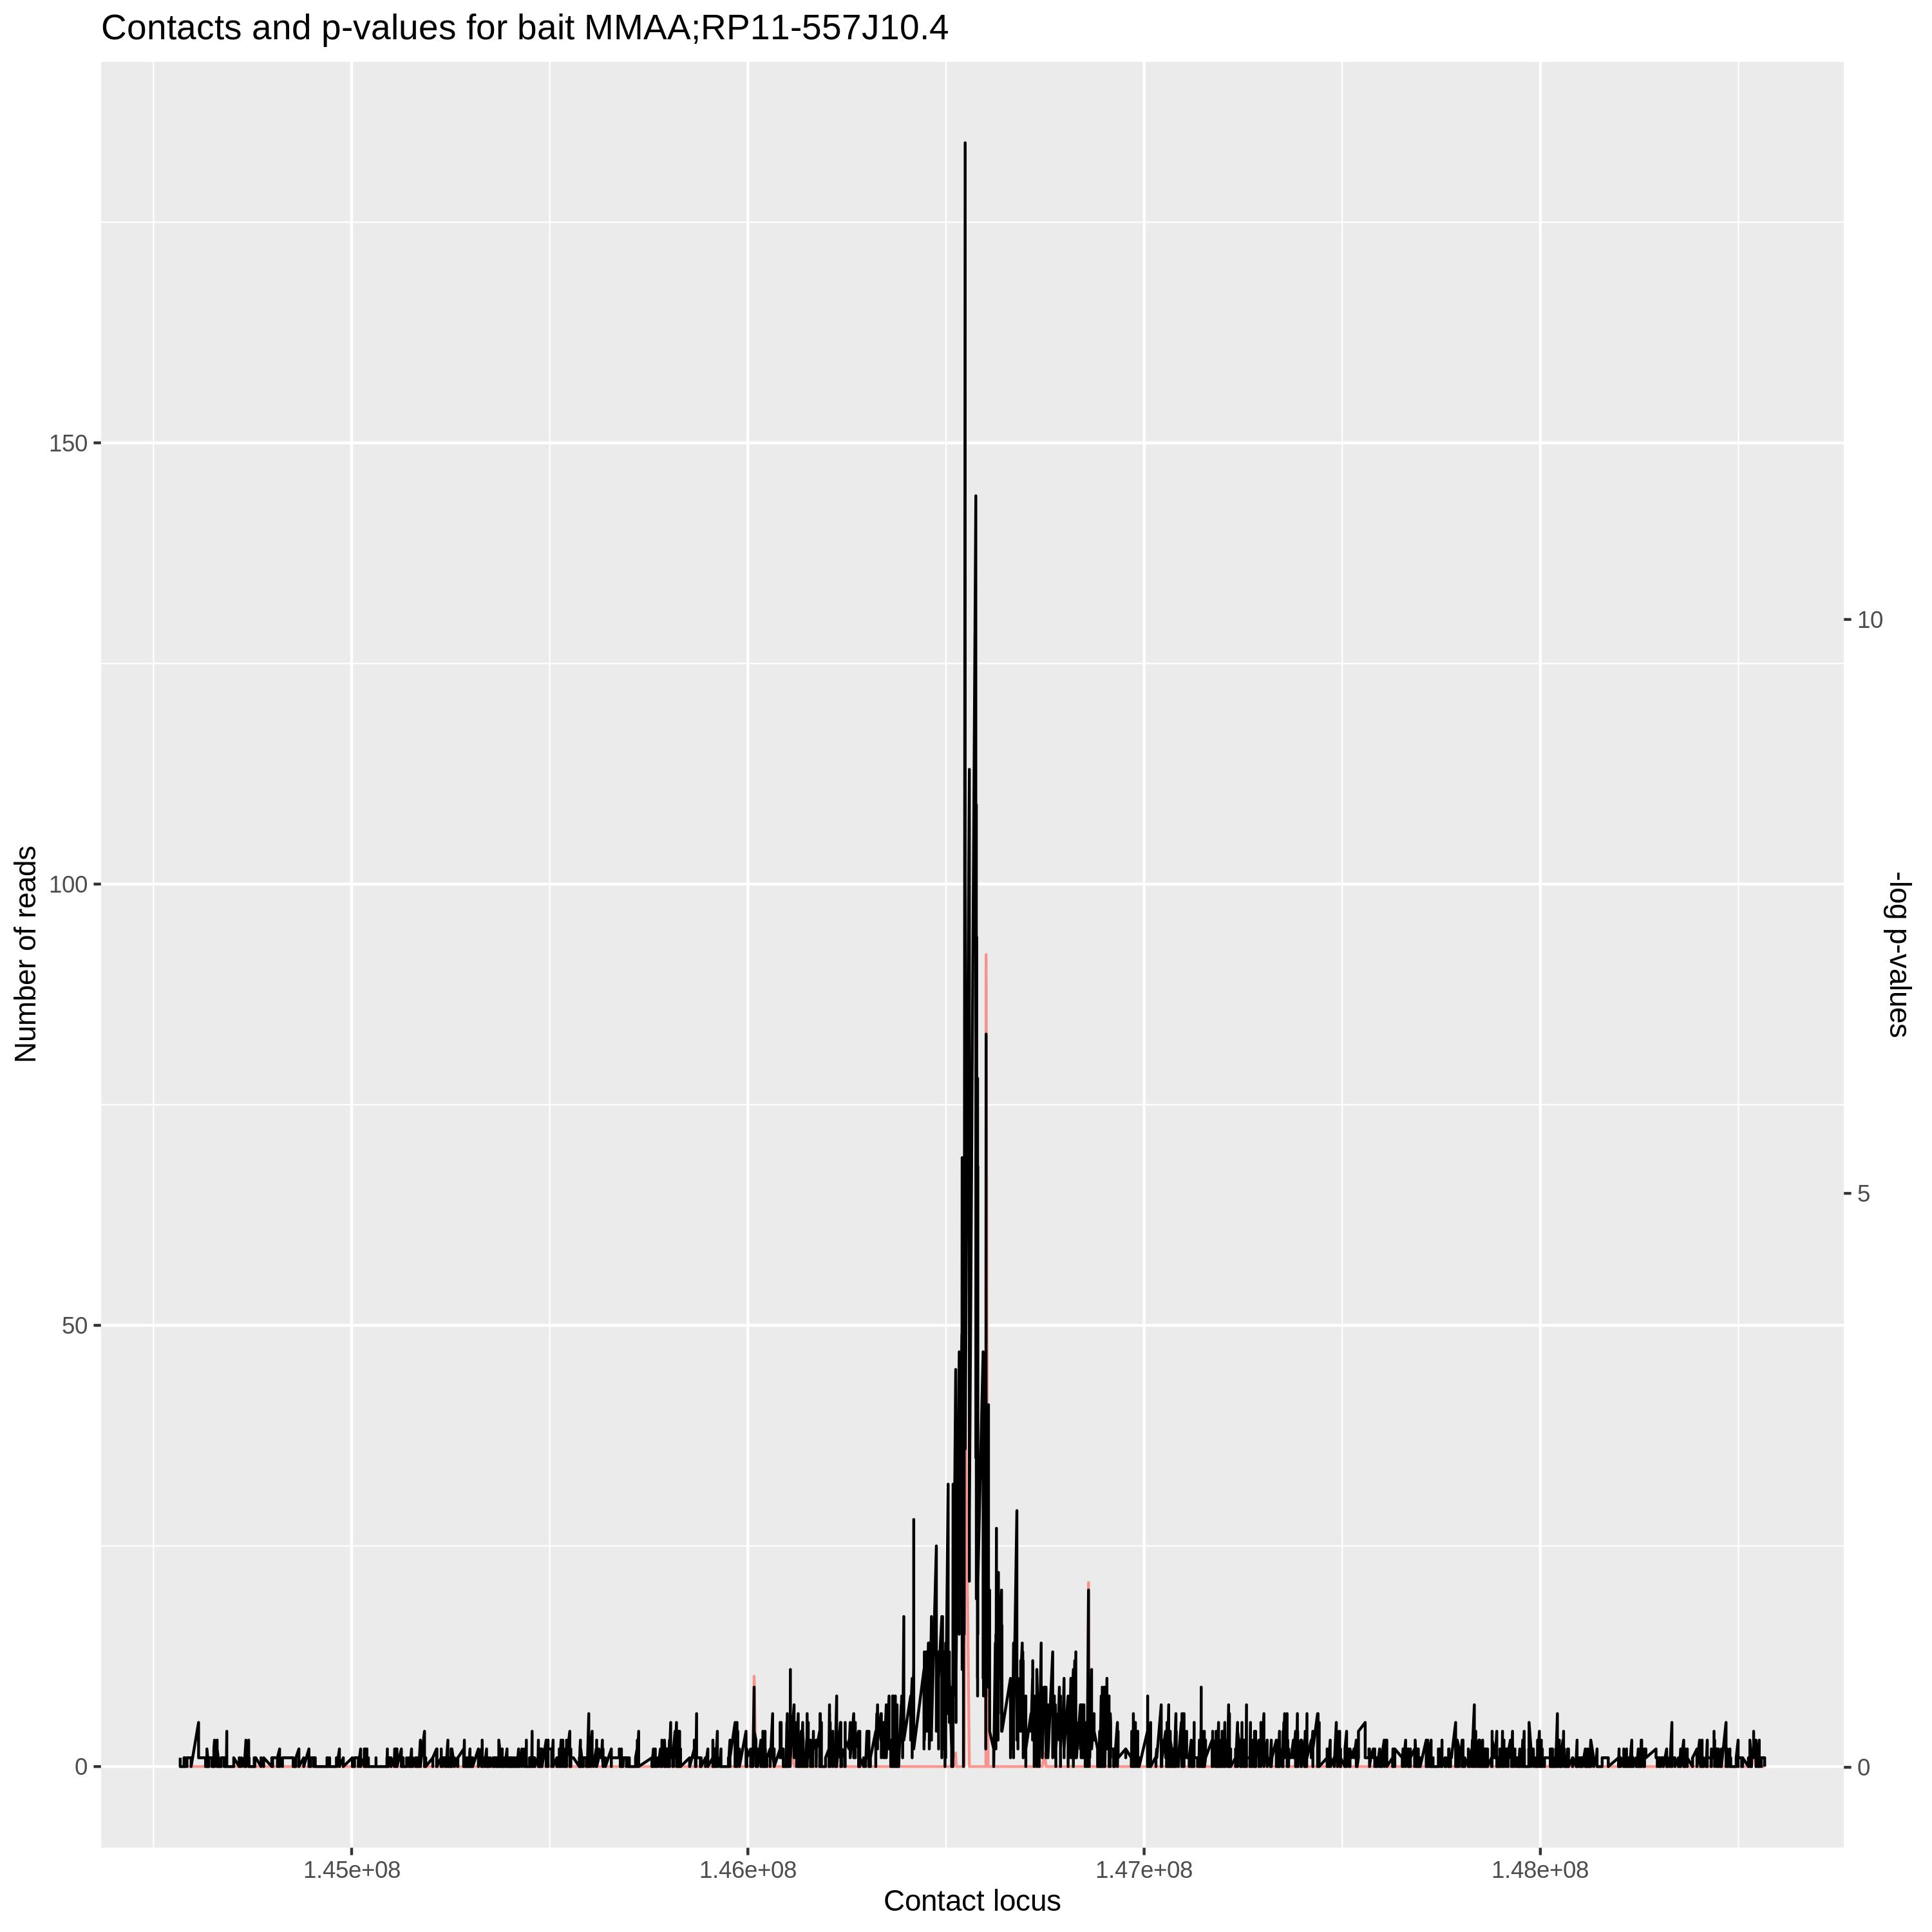 Contacts and p-values for bait MMAA;RP11-557J10.4
Number of reads
150
100
50
0
10
5
0
-log p-values
1.45e+08
1.46e+08
1.47e+08
1.48e+08
Contact locus